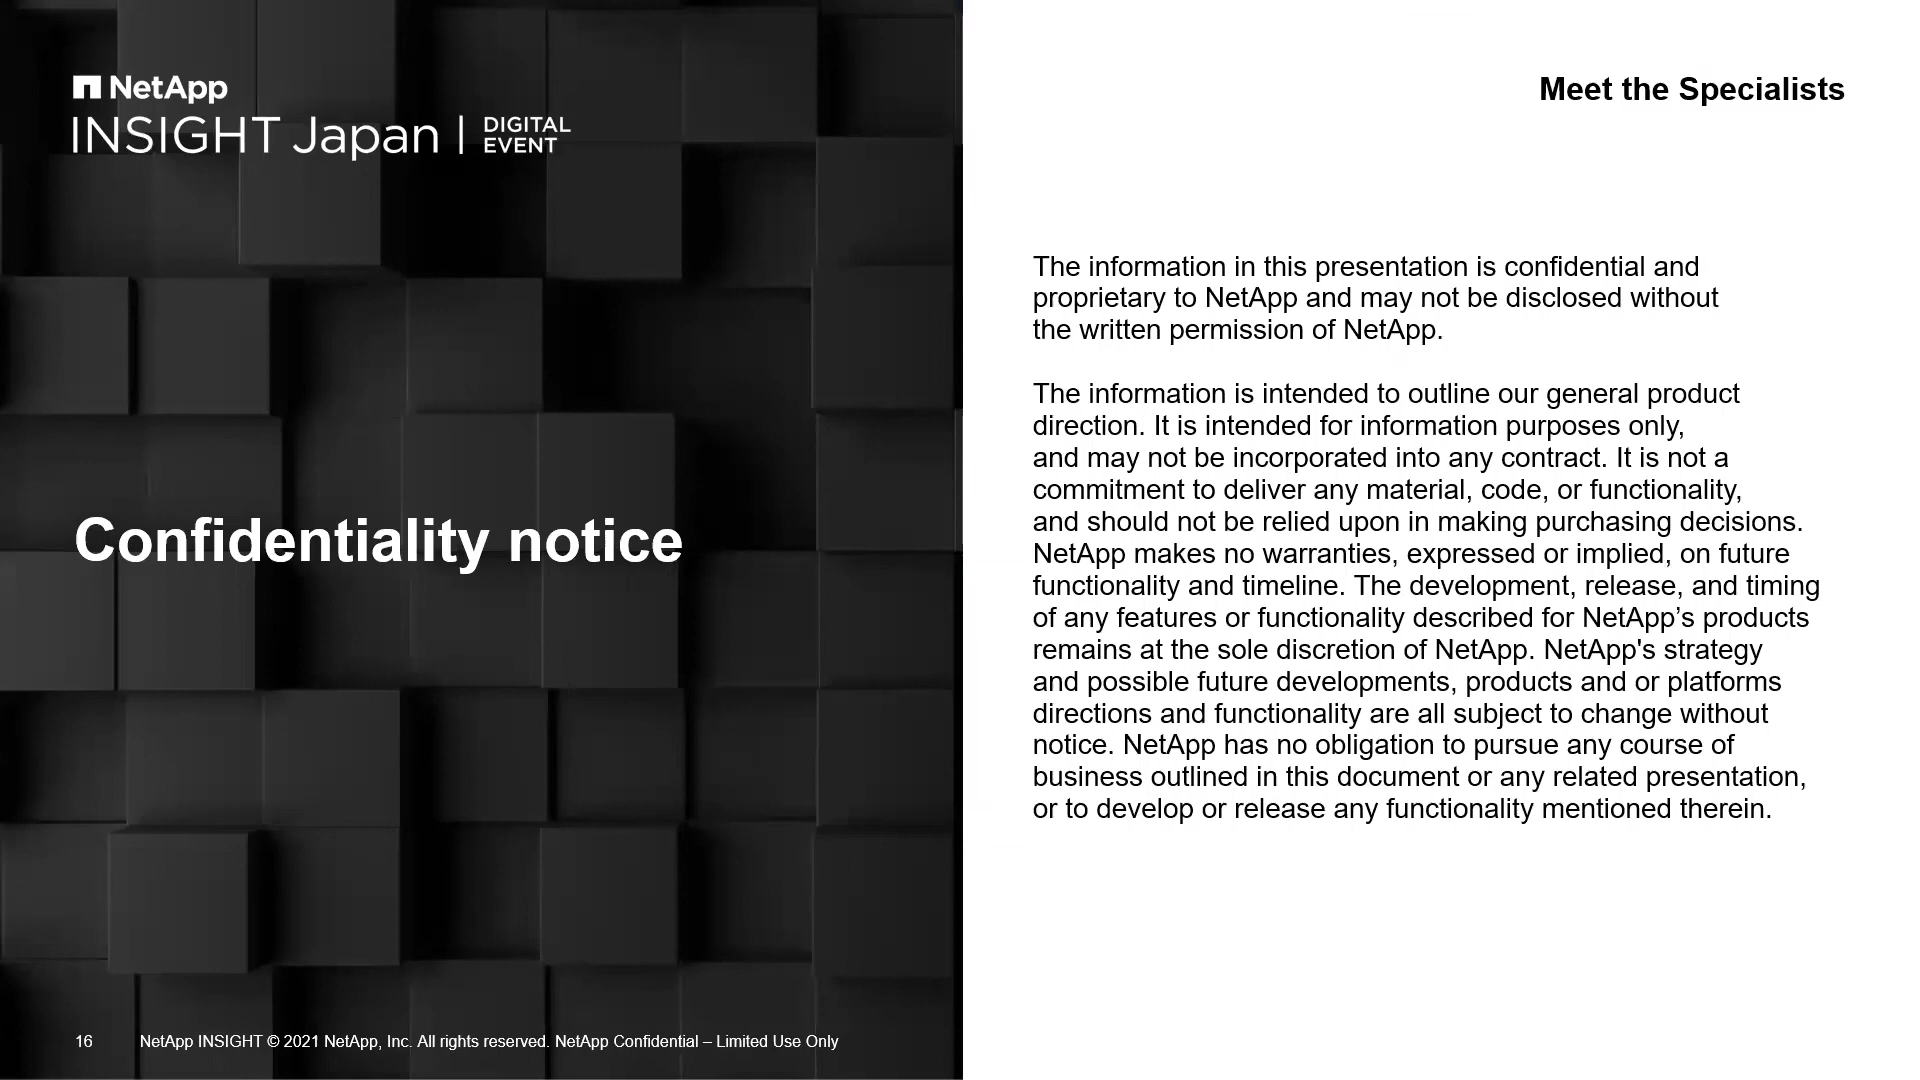 NetApp
INSIGHT Japan | DIGITAL EVENT
Meet the Specialists
Confidentiality notice
The information in this presentation is confidential and
proprietary to NetApp and may not be disclosed without
the written permission of NetApp.
The information is intended to outline our general product
direction. It is intended for information purposes only,
and may not be incorporated into any contract. It is not a
commitment to deliver any material, code, or functionality,
and should not be relied upon in making purchasing decisions.
NetApp makes no warranties, expressed or implied, on future
functionality and timeline. The development, release, and timing
of any features or functionality described for NetApp’s products
remains at the sole discretion of NetApp. NetApp's strategy
and possible future developments, products and or platforms
directions and functionality are all subject to change without
notice. NetApp has no obligation to pursue any course of
business outlined in this document or any related presentation,
or to develop or release any functionality mentioned therein.
16 NetApp INSIGHT © 2021 NetApp, Inc. All rights reserved. NetApp Confidential – Limited Use Only